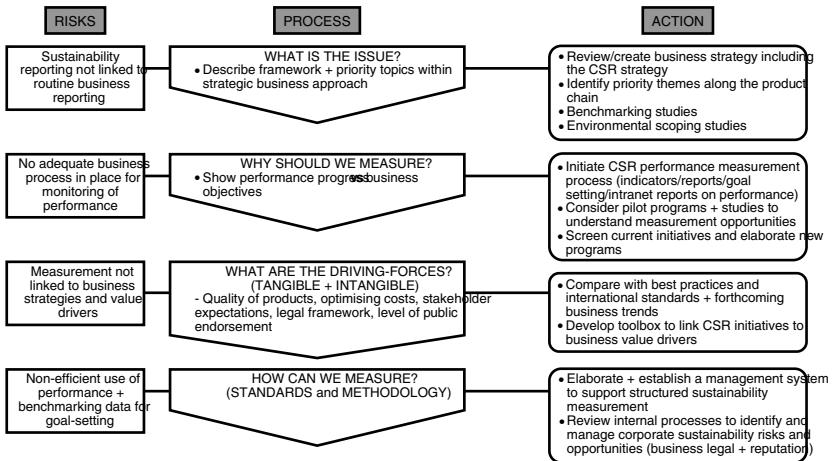 RISKS
PROCESS
ACTION
Sustainability
reporting not linked to
routine business
reporting
WHAT IS THE ISSUE?
• Describe framework + priority topics within
strategic business approach
• Review/create business strategy including
the CSR strategy
• Identify priority themes along the product
chain
• Benchmarking studies
• Environmental scoping studies
No adequate business
process in place for
monitoring of
performance
WHY SHOULD WE MEASURE?
• Show performance progress vs business
objectives
• Initiate CSR performance measurement
process (indicators/reports/goal
setting/intranet reports on performance)
• Consider pilot programs + studies to
understand measurement opportunities
• Screen current initiatives and elaborate new
programs
Measurement not
linked to business
strategies and value
drivers
WHAT ARE THE DRIVING-FORCES?
(TANGIBLE + INTANGIBLE)
- Quality of products, optimising costs, stakeholder
expectations, legal framework, level of public
endorsement
• Compare with best practices and
international standards + forthcoming
business trends
• Develop toolbox to link CSR initiatives to
business value drivers
Non-efficient use of
performance +
benchmarking data for
goal-setting
HOW CAN WE MEASURE?
(STANDARDS and METHODOLOGY)
• Elaborate + establish a management system
to support structured sustainability
measurement
• Review internal processes to identify and
manage corporate sustainability risks and
opportunities (business legal + reputation)